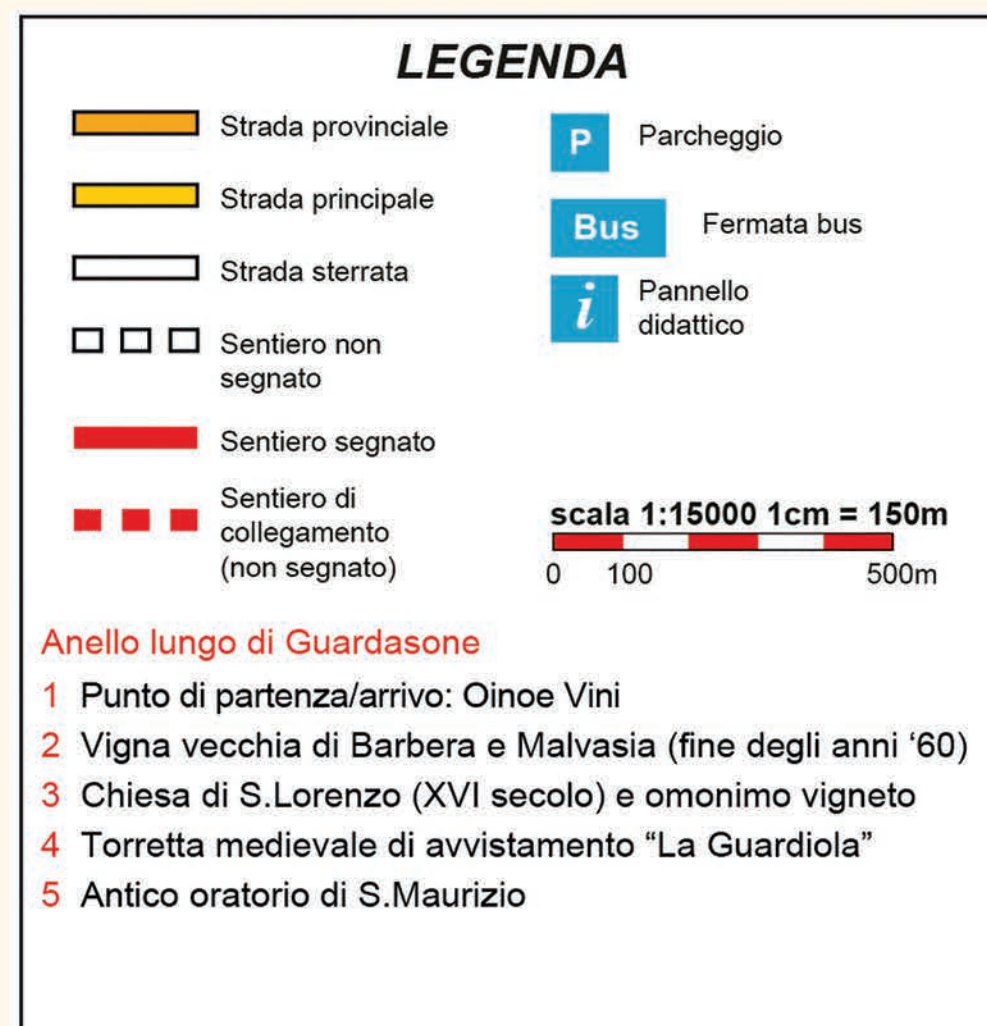 LEGENDA
Strada provinciale
Strada principale
Strada sterrata
Sentiero non
segnato
Sentiero segnato
Sentiero di
collegamento
(non segnato)
P Parcheggio
Bus Fermata bus
i Pannello
didattico
scala 1:15000 1cm = 150m
0 100 500m
Anello lungo di Guardasone
1 Punto di partenza/arrivo: Oinoe Vini
2 Vigna vecchia di Barbera e Malvasia (fine degli anni ‘60)
3 Chiesa di S.Lorenzo (XVI secolo) e omonimo vigneto
4 Torretta medievale di avvistamento “La Guardiola”
5 Antico oratorio di S.Maurizio